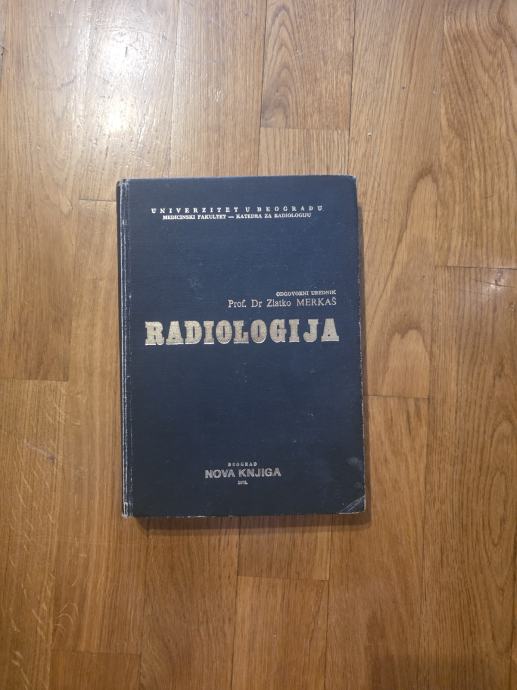 UNIVERZITET U BEOGRADU
MEDICINSKI FAKULTET — KATEDRA ZA RADIOLOGIJU
ODGOVORNI UREDNIK
Prof. Dr Zlatko MERKAŠ
RADIOLOGIJA
BEOGRAD
NOVA KNJIGA